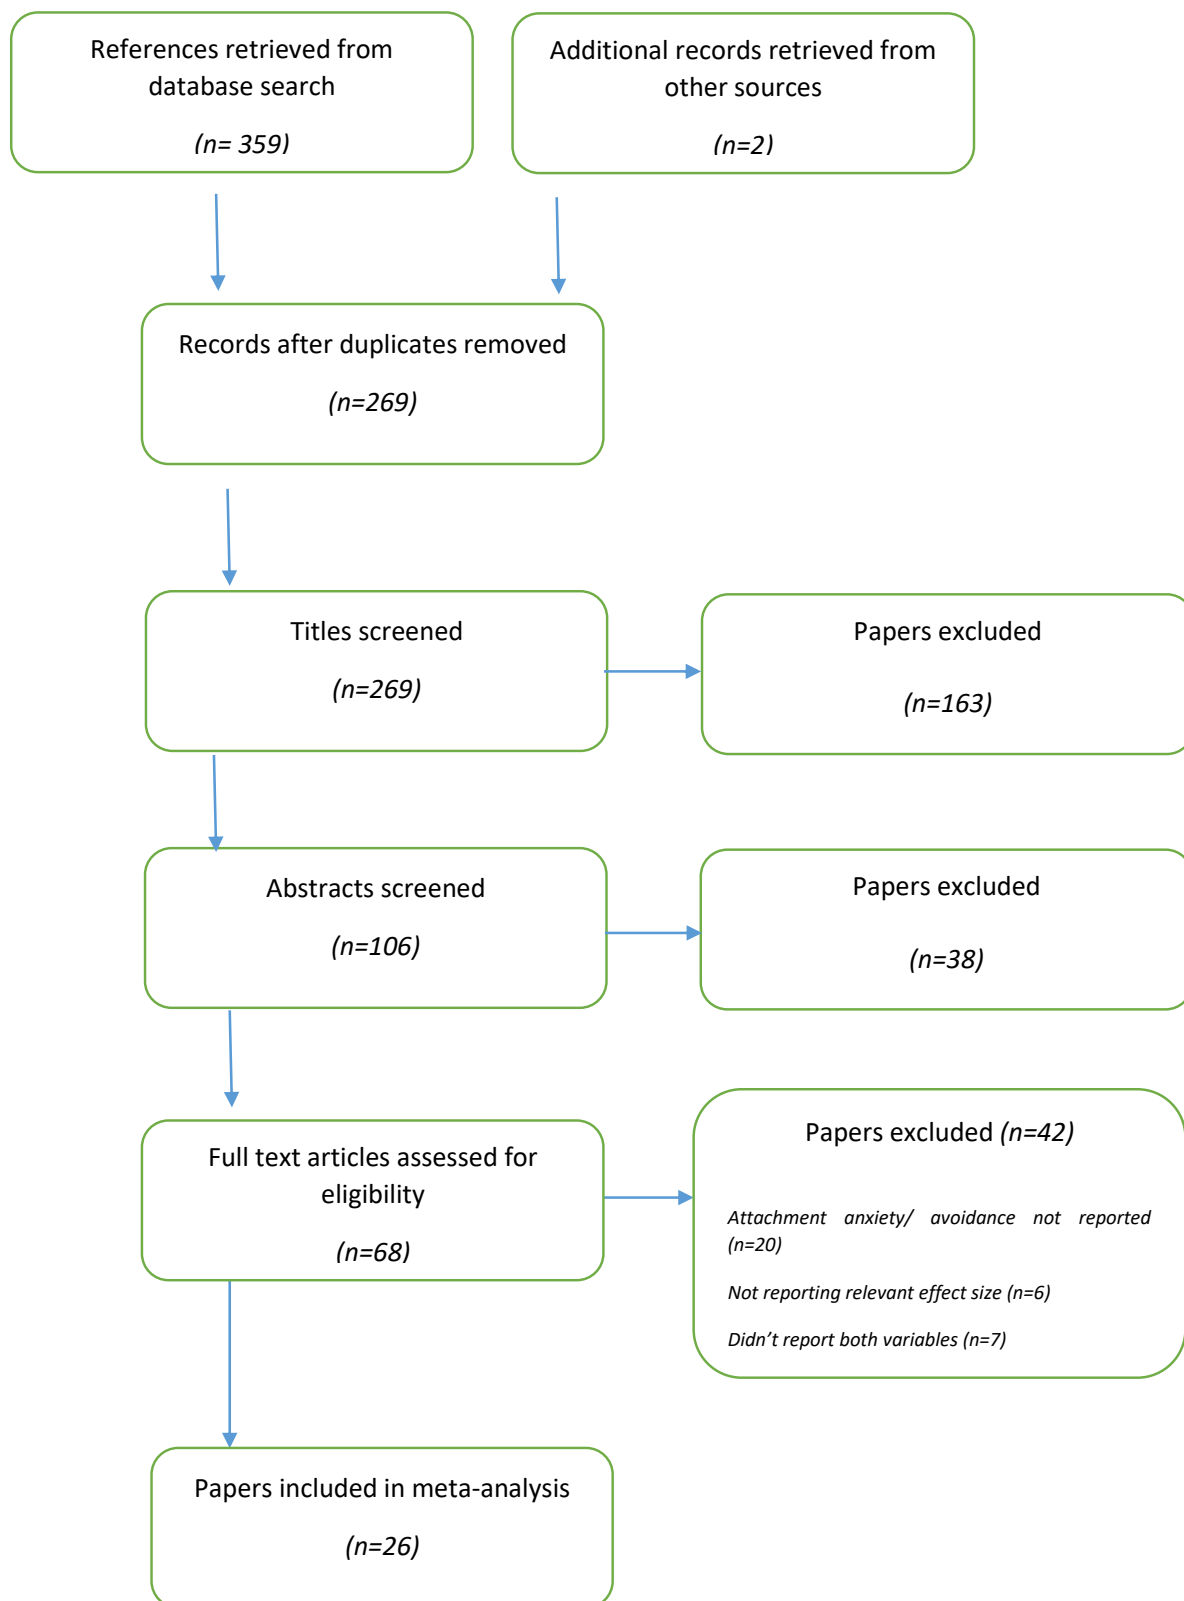 References retrieved from
database search
(n= 359)
Additional records retrieved from
other sources
(n=2)
Records after duplicates removed
(n=269)
Titles screened
(n=269)
Papers excluded
(n=163)
Abstracts screened
(n=106)
Papers excluded
(n=38)
Full text articles assessed for
eligibility
(n=68)
Papers excluded (n=42)
Attachment anxiety/ avoidance not reported
(n=20)
Not reporting relevant effect size (n=6)
Didn’t report both variables (n=7)
Papers included in meta-analysis
(n=26)